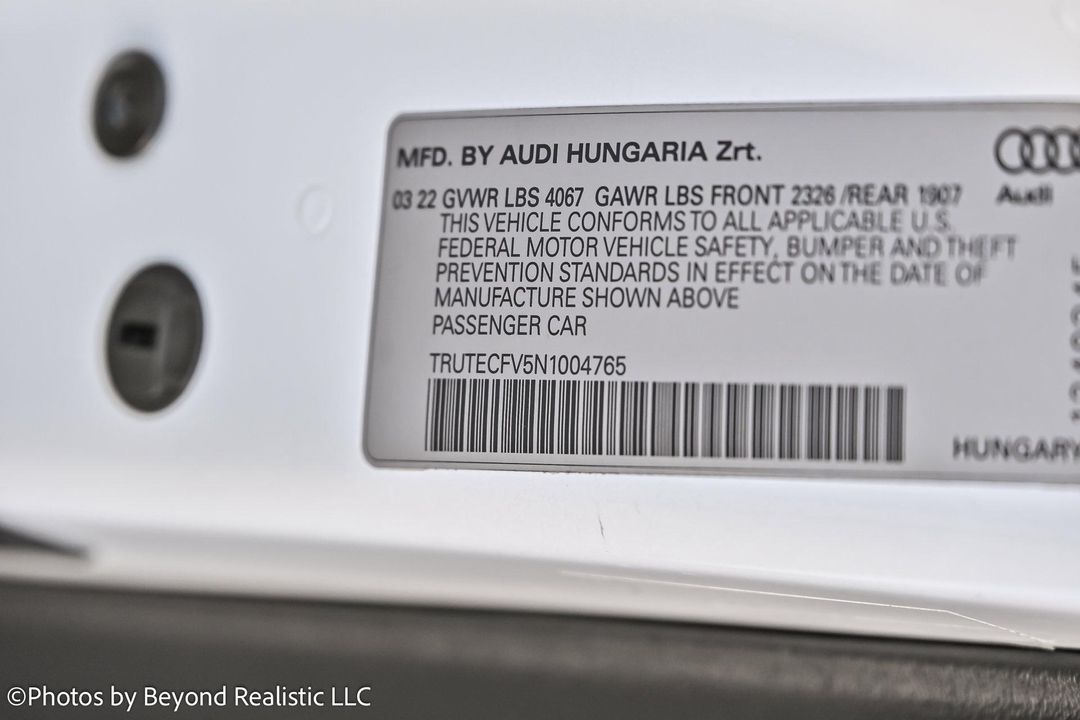 MFD. BY AUDI HUNGARIA Zrt.
03 22 GVWR LBS 4067 GAWR LBS FRONT 2326 /REAR 1907
Audi
THIS VEHICLE CONFORMS TO ALL APPLICABLE U.S.
FEDERAL MOTOR VEHICLE SAFETY, BUMPER AND THEFT
PREVENTION STANDARDS IN EFFECT ON THE DATE OF
MANUFACTURE SHOWN ABOVE
PASSENGER CAR
TRUTECFV5N1004765
HUNGARY
©Photos by Beyond Realistic LLC